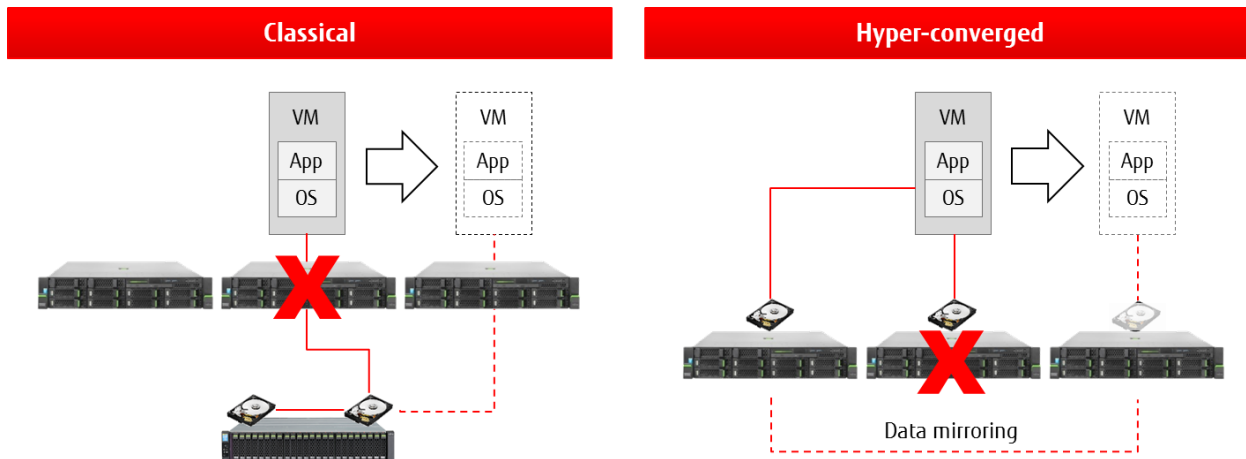 Classical
VM
App
OS
VM
App
OS
X
Hyper-converged
VM
App
OS
VM
App
OS
X
Data mirroring